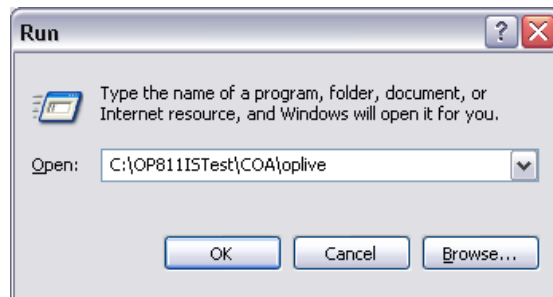 Run
Type the name of a program, folder, document, or
Internet resource, and Windows will open it for you.
Open: C:\OP811ISTest\COA\oplive
OK Cancel Browse...